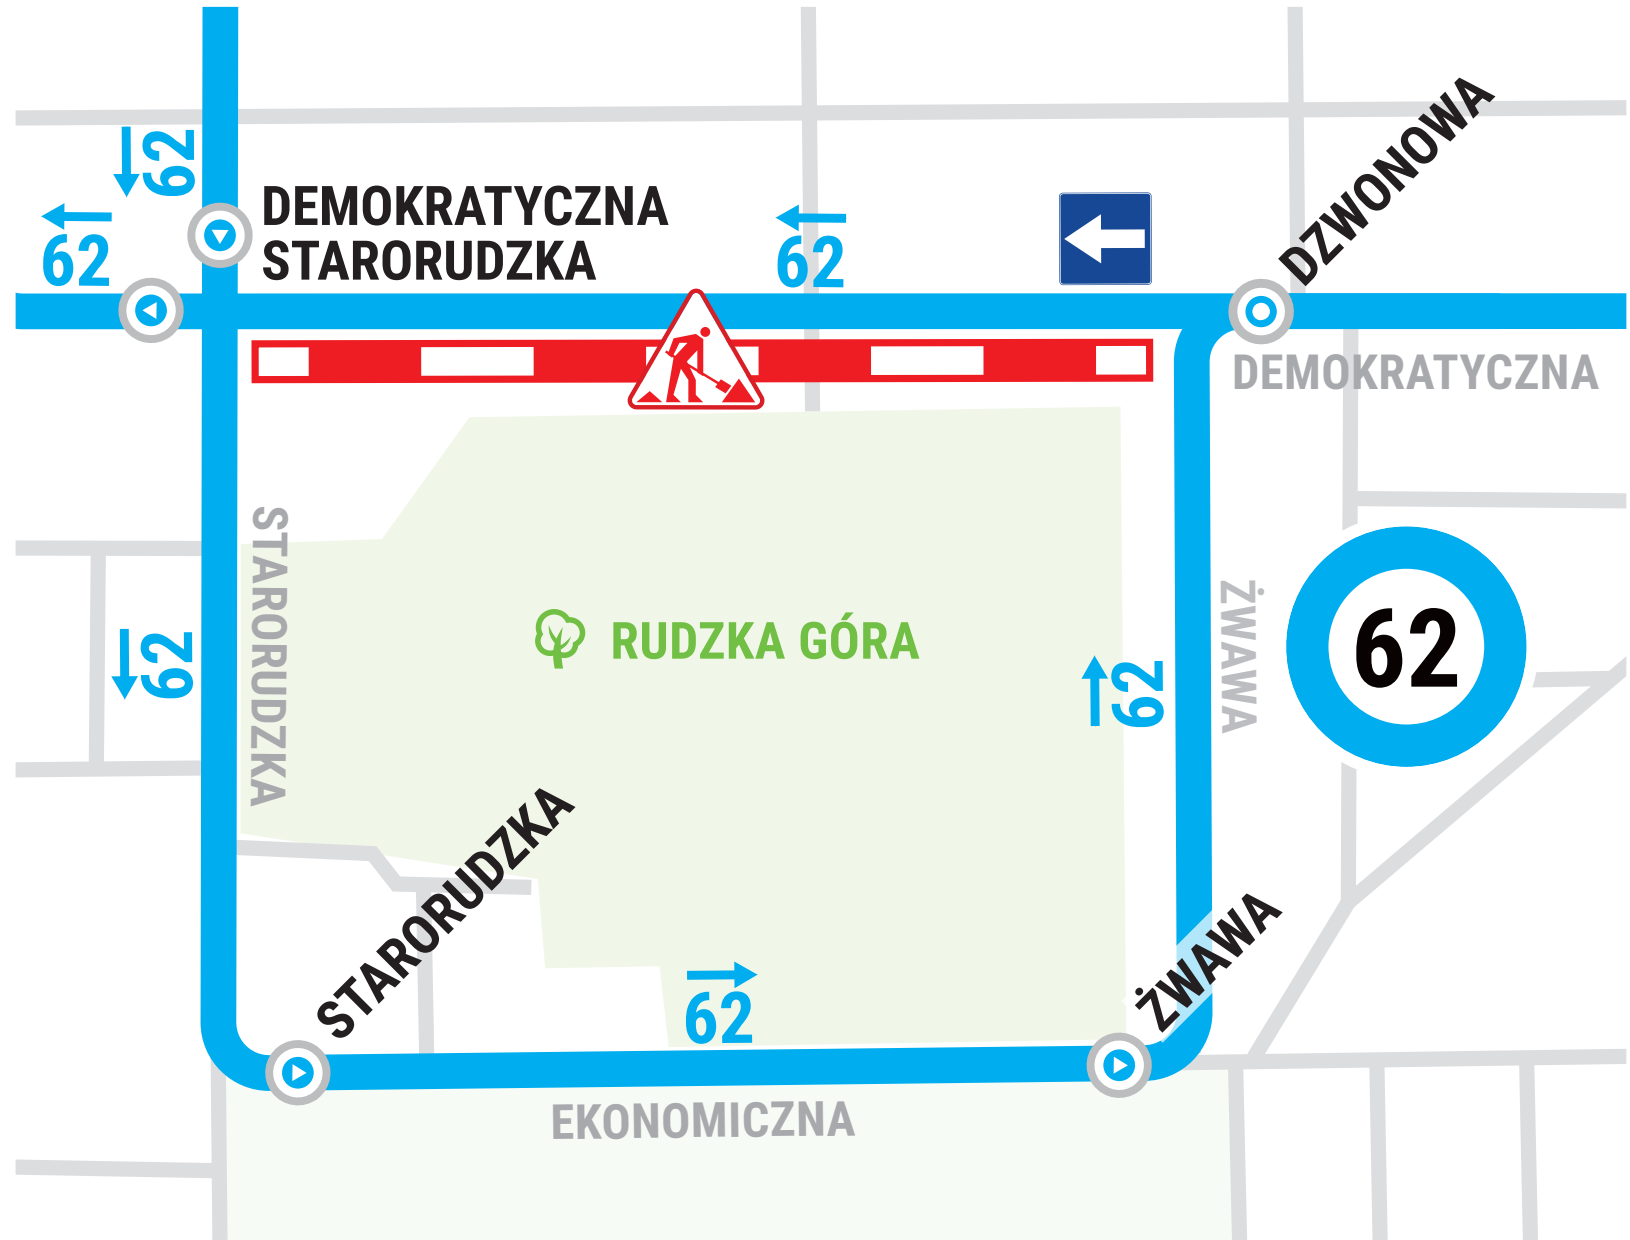 62
62
DEMOKRATYCZNA
STARORUDZKA
62
DZWONOWA
DEMOKRATYCZNA
STARORUDZKA
62
RUDZKA GÓRA
62
ŻWAWA
62
STARORUDZKA
ŻWAWA
62
EKONOMICZNA